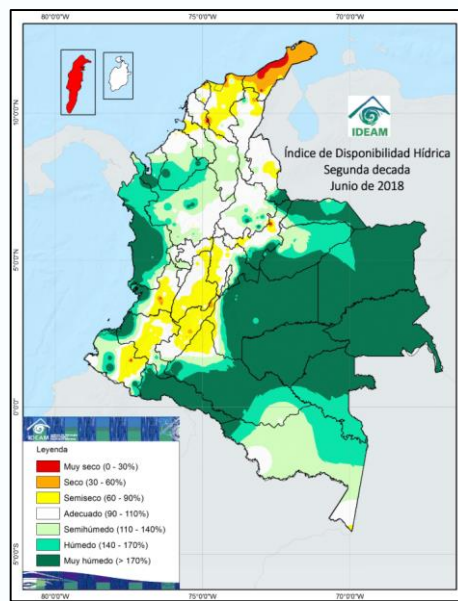 80°0'0"W
75°0'0"W
70°0'0"W
IDEAM
Índice de Disponibilidad Hídrica
Segunda decada
Junio de 2018
10°0'0"N
5°0'0"N
0°0'0"
5°0'0"S
IDEAM
Leyenda
Muy seco (0 - 30%)
Seco (30 - 60%)
Semiseco (60 - 90%)
Adecuado (90 - 110%)
Semihúmedo (110 - 140%)
Húmedo (140 - 170%)
Muy húmedo (> 170%)
80°0'0"W
75°0'0"W
70°0'0"W